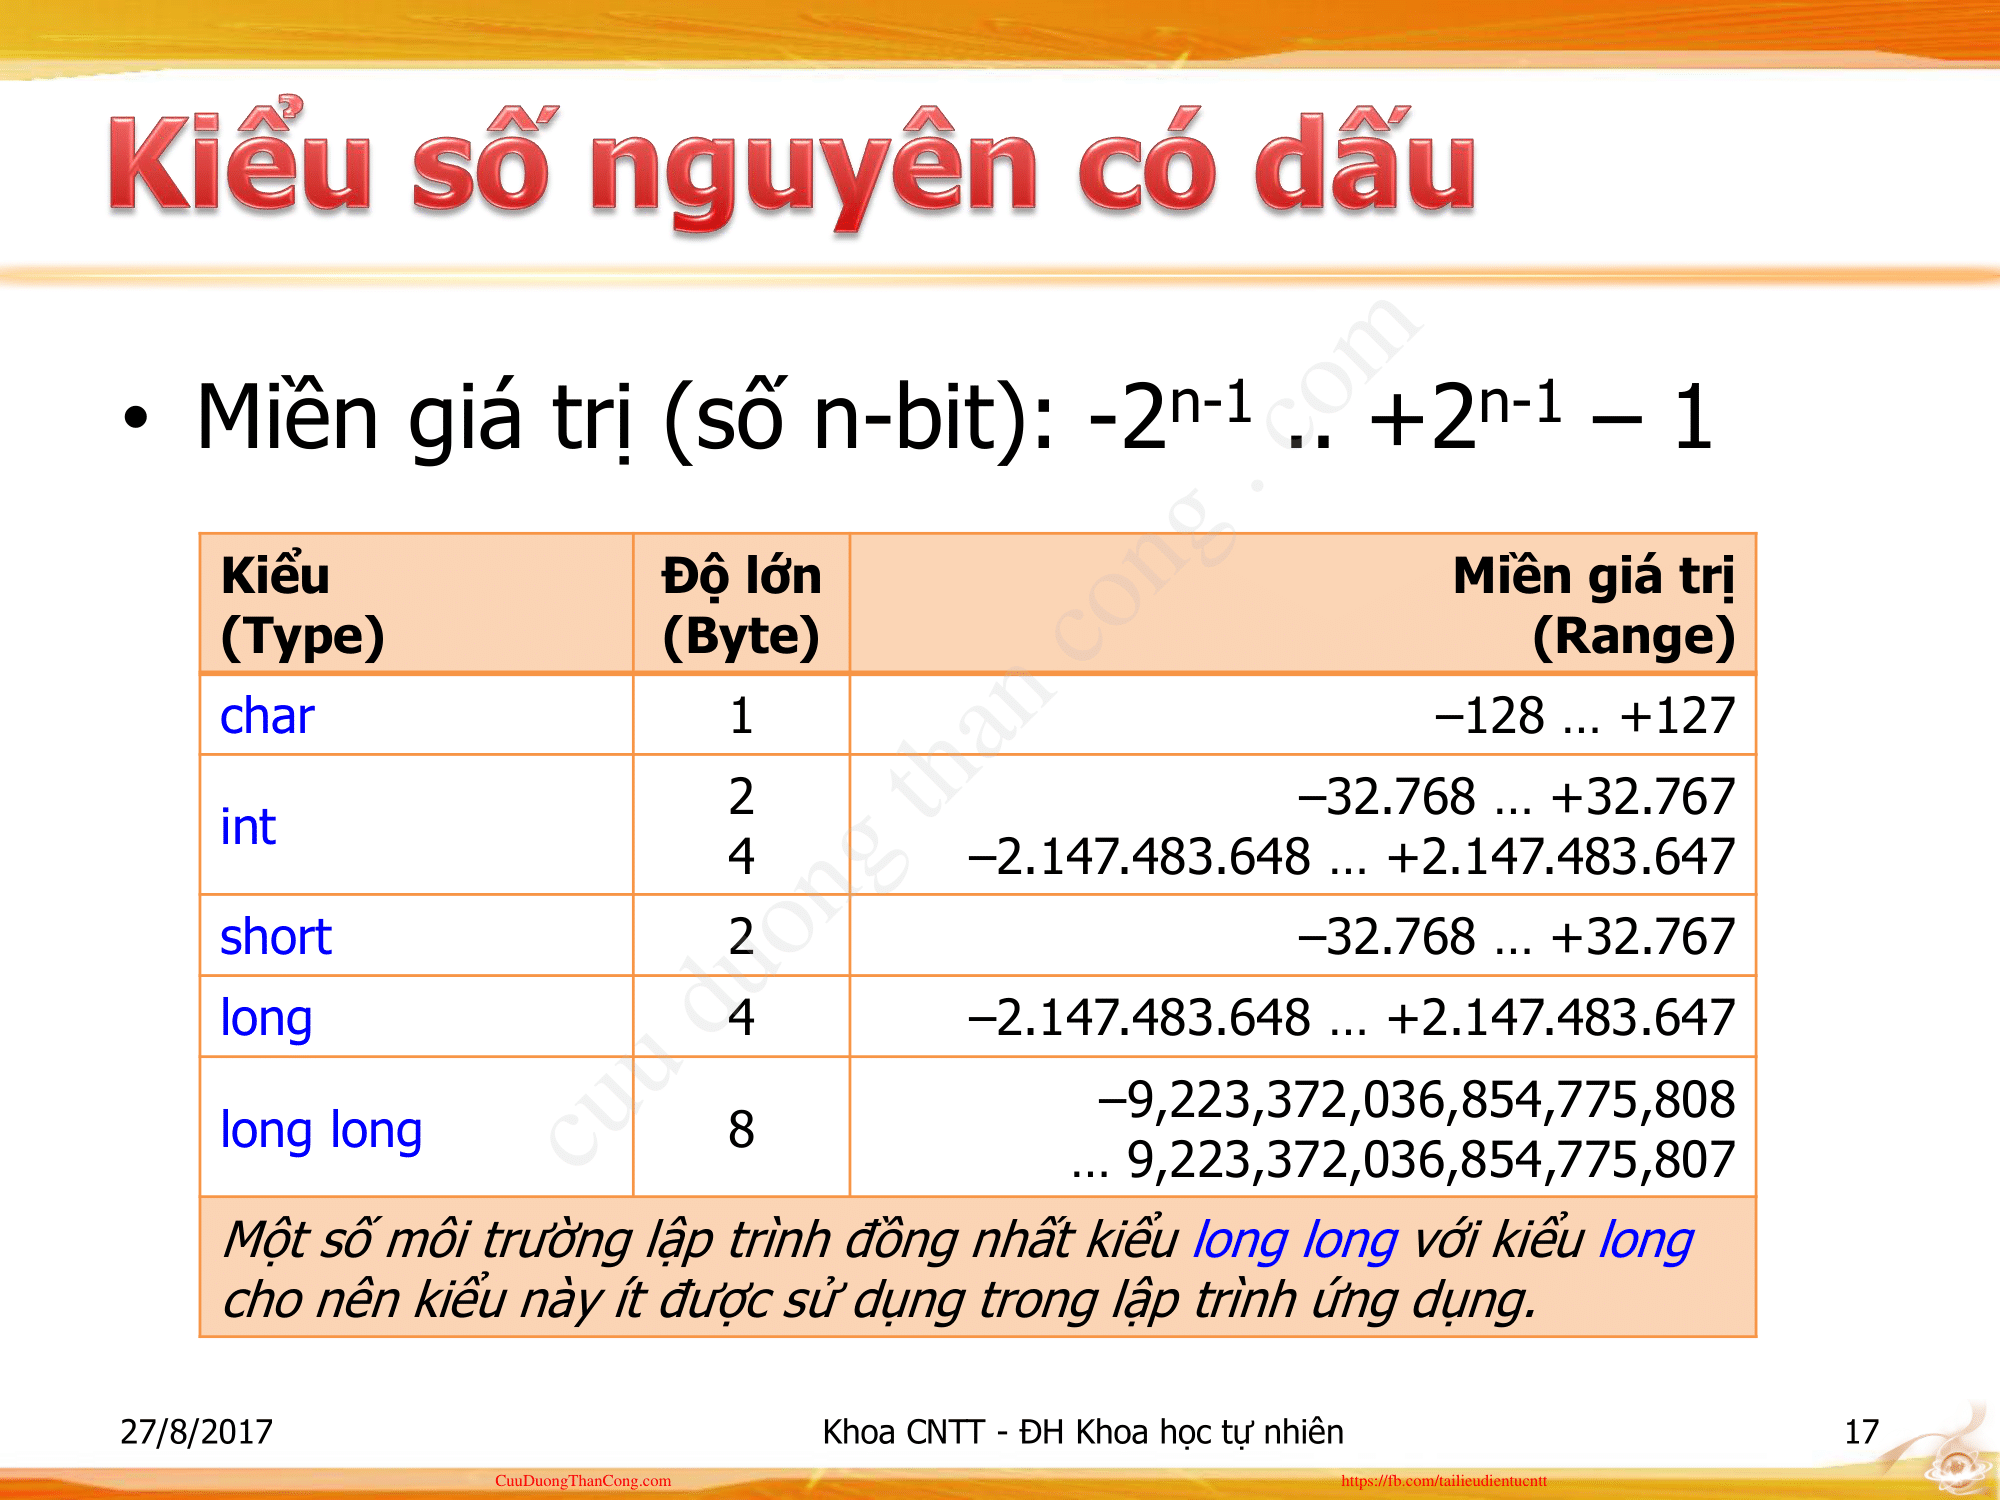 Kiểu số nguyên có dấu
• Miền giá trị (số n-bit): -2ⁿ⁻¹ .. +2ⁿ⁻¹ – 1
Kiểu
(Type)
Độ lớn
(Byte)
Miền giá trị
(Range)
char
1
–128 … +127
int
2
4
–32.768 … +32.767
–2.147.483.648 … +2.147.483.647
short
2
–32.768 … +32.767
long
4
–2.147.483.648 … +2.147.483.647
long long
8
–9,223,372,036,854,775,808
… 9,223,372,036,854,775,807
Một số môi trường lập trình đồng nhất kiểu long long với kiểu long
cho nên kiểu này ít được sử dụng trong lập trình ứng dụng.
cuu duong than cong . com
27/8/2017
Khoa CNTT - ĐH Khoa học tự nhiên
17
CuuDuongThanCong.com
https://fb.com/tailieudientucntt